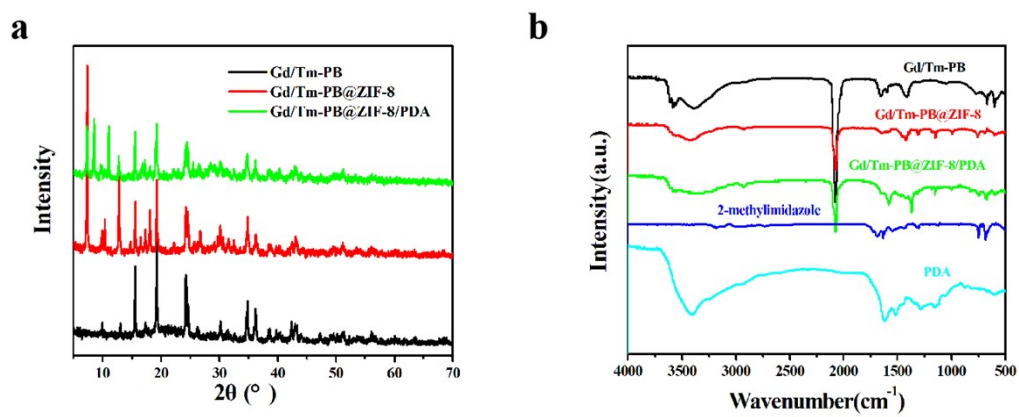 a
Intensity
Gd/Tm-PB
Gd/Tm-PB@ZIF-8
Gd/Tm-PB@ZIF-8/PDA
10 20 30 40 50 60 70
2θ (°)
b
Intensity(a.u.)
Gd/Tm-PB
Gd/Tm-PB@ZIF-8
Gd/Tm-PB@ZIF-8/PDA
2-methylimidazole
PDA
4000 3500 3000 2500 2000 1500 1000 500
Wavenumber(cm⁻¹)